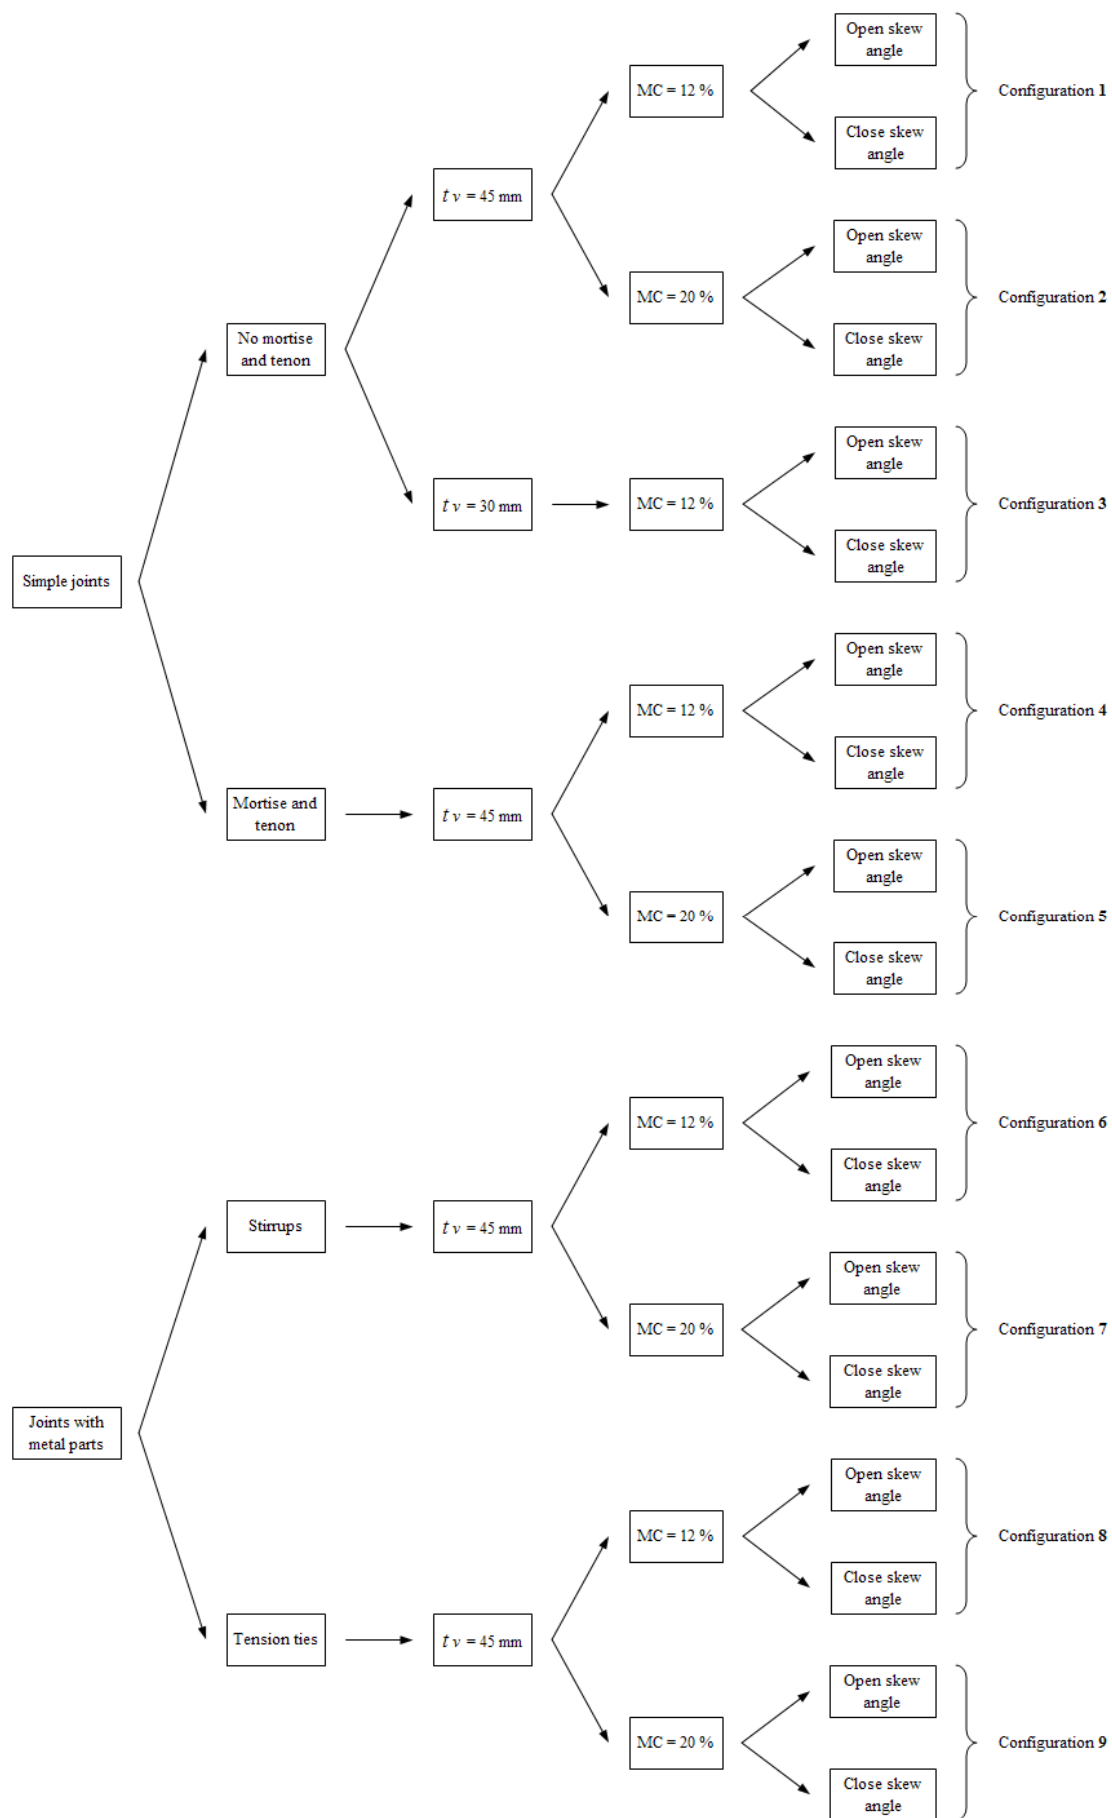 Open skew
angle
MC = 12 %
Configuration 1
Close skew
angle
t v = 45 mm
Open skew
angle
MC = 20 %
Configuration 2
Close skew
angle
No mortise
and tenon
Open skew
angle
t v = 30 mm
MC = 12 %
Configuration 3
Close skew
angle
Simple joints
Open skew
angle
MC = 12 %
Configuration 4
Close skew
angle
Mortise and
tenon
t v = 45 mm
Open skew
angle
MC = 20 %
Configuration 5
Close skew
angle
Open skew
angle
MC = 12 %
Configuration 6
Close skew
angle
Stirrups
t v = 45 mm
Open skew
angle
MC = 20 %
Configuration 7
Close skew
angle
Joints with
metal parts
Open skew
angle
MC = 12 %
Configuration 8
Close skew
angle
Tension ties
t v = 45 mm
Open skew
angle
MC = 20 %
Configuration 9
Close skew
angle